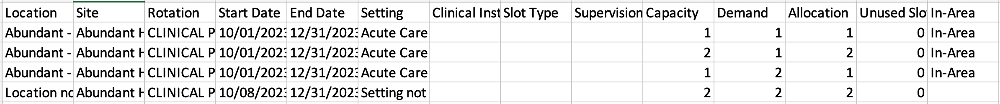 Location Site Rotation Start Date End Date Setting Clinical Inst Slot Type Supervision Capacity Demand Allocation Unused Slo In-Area
Abundant - Abundant H CLINICAL P 10/01/2023 12/31/2023 Acute Care 1 1 1 0 In-Area
Abundant - Abundant H CLINICAL P 10/01/2023 12/31/2023 Acute Care 2 1 2 0 In-Area
Abundant - Abundant H CLINICAL P 10/01/2023 12/31/2023 Acute Care 1 2 1 0 In-Area
Location no Abundant H CLINICAL P 10/08/2023 12/31/2023 Setting not 2 2 2 0